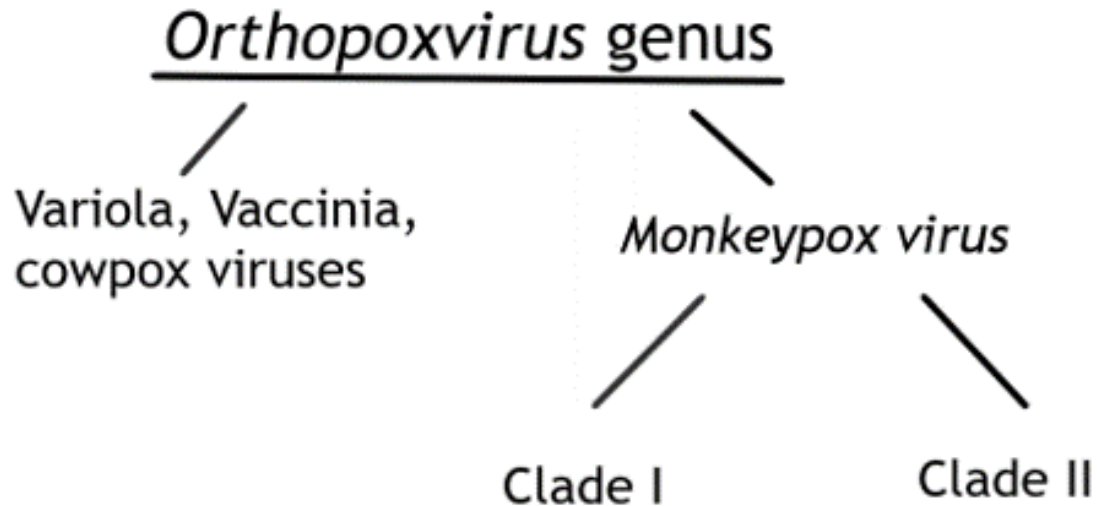 Orthopoxvirus genus
Variola, Vaccinia,
cowpox viruses
Monkeypox virus
Clade I
Clade II